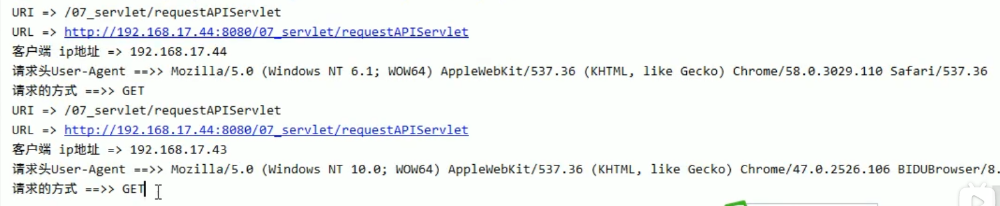 URI => /07_servlet/requestAPIServlet
URL => http://192.168.17.44:8080/07_servlet/requestAPIServlet
客户端 ip地址 => 192.168.17.44
请求头User-Agent ==>> Mozilla/5.0 (Windows NT 6.1; WOW64) AppleWebKit/537.36 (KHTML, like Gecko) Chrome/58.0.3029.110 Safari/537.36
请求的方式 ==>> GET
URI => /07_servlet/requestAPIServlet
URL => http://192.168.17.44:8080/07_servlet/requestAPIServlet
客户端 ip地址 => 192.168.17.43
请求头User-Agent ==>> Mozilla/5.0 (Windows NT 10.0; WOW64) AppleWebKit/537.36 (KHTML, like Gecko) Chrome/47.0.2526.106 BIDUBrowser/8.
请求的方式 ==>> GET